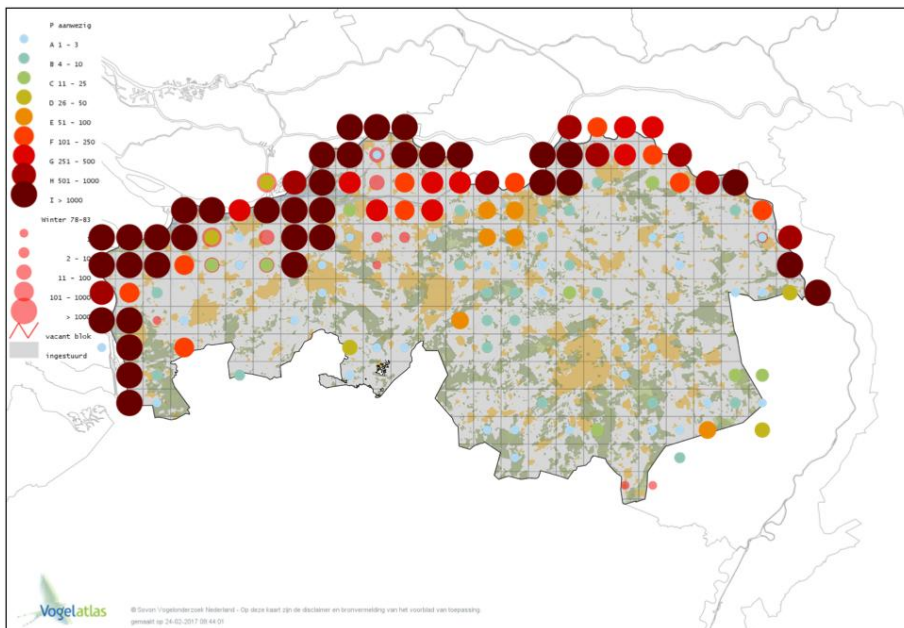 P aanwezig
A 1 - 3
B 4 - 10
C 11 - 25
D 26 - 50
E 51 - 100
F 101 - 250
G 251 - 500
H 501 - 1000
I > 1000
Winter 78-83
2 - 10
11 - 100
101 - 1000
> 1000
vacant blok
ingestuurd
Vogelatlas
© Sovon Vogelonderzoek Nederland - Op deze kaart zijn de disclaimer en bronvermelding van het voorblad van toepassing.
gemaakt op 24-02-2017 08:44:01